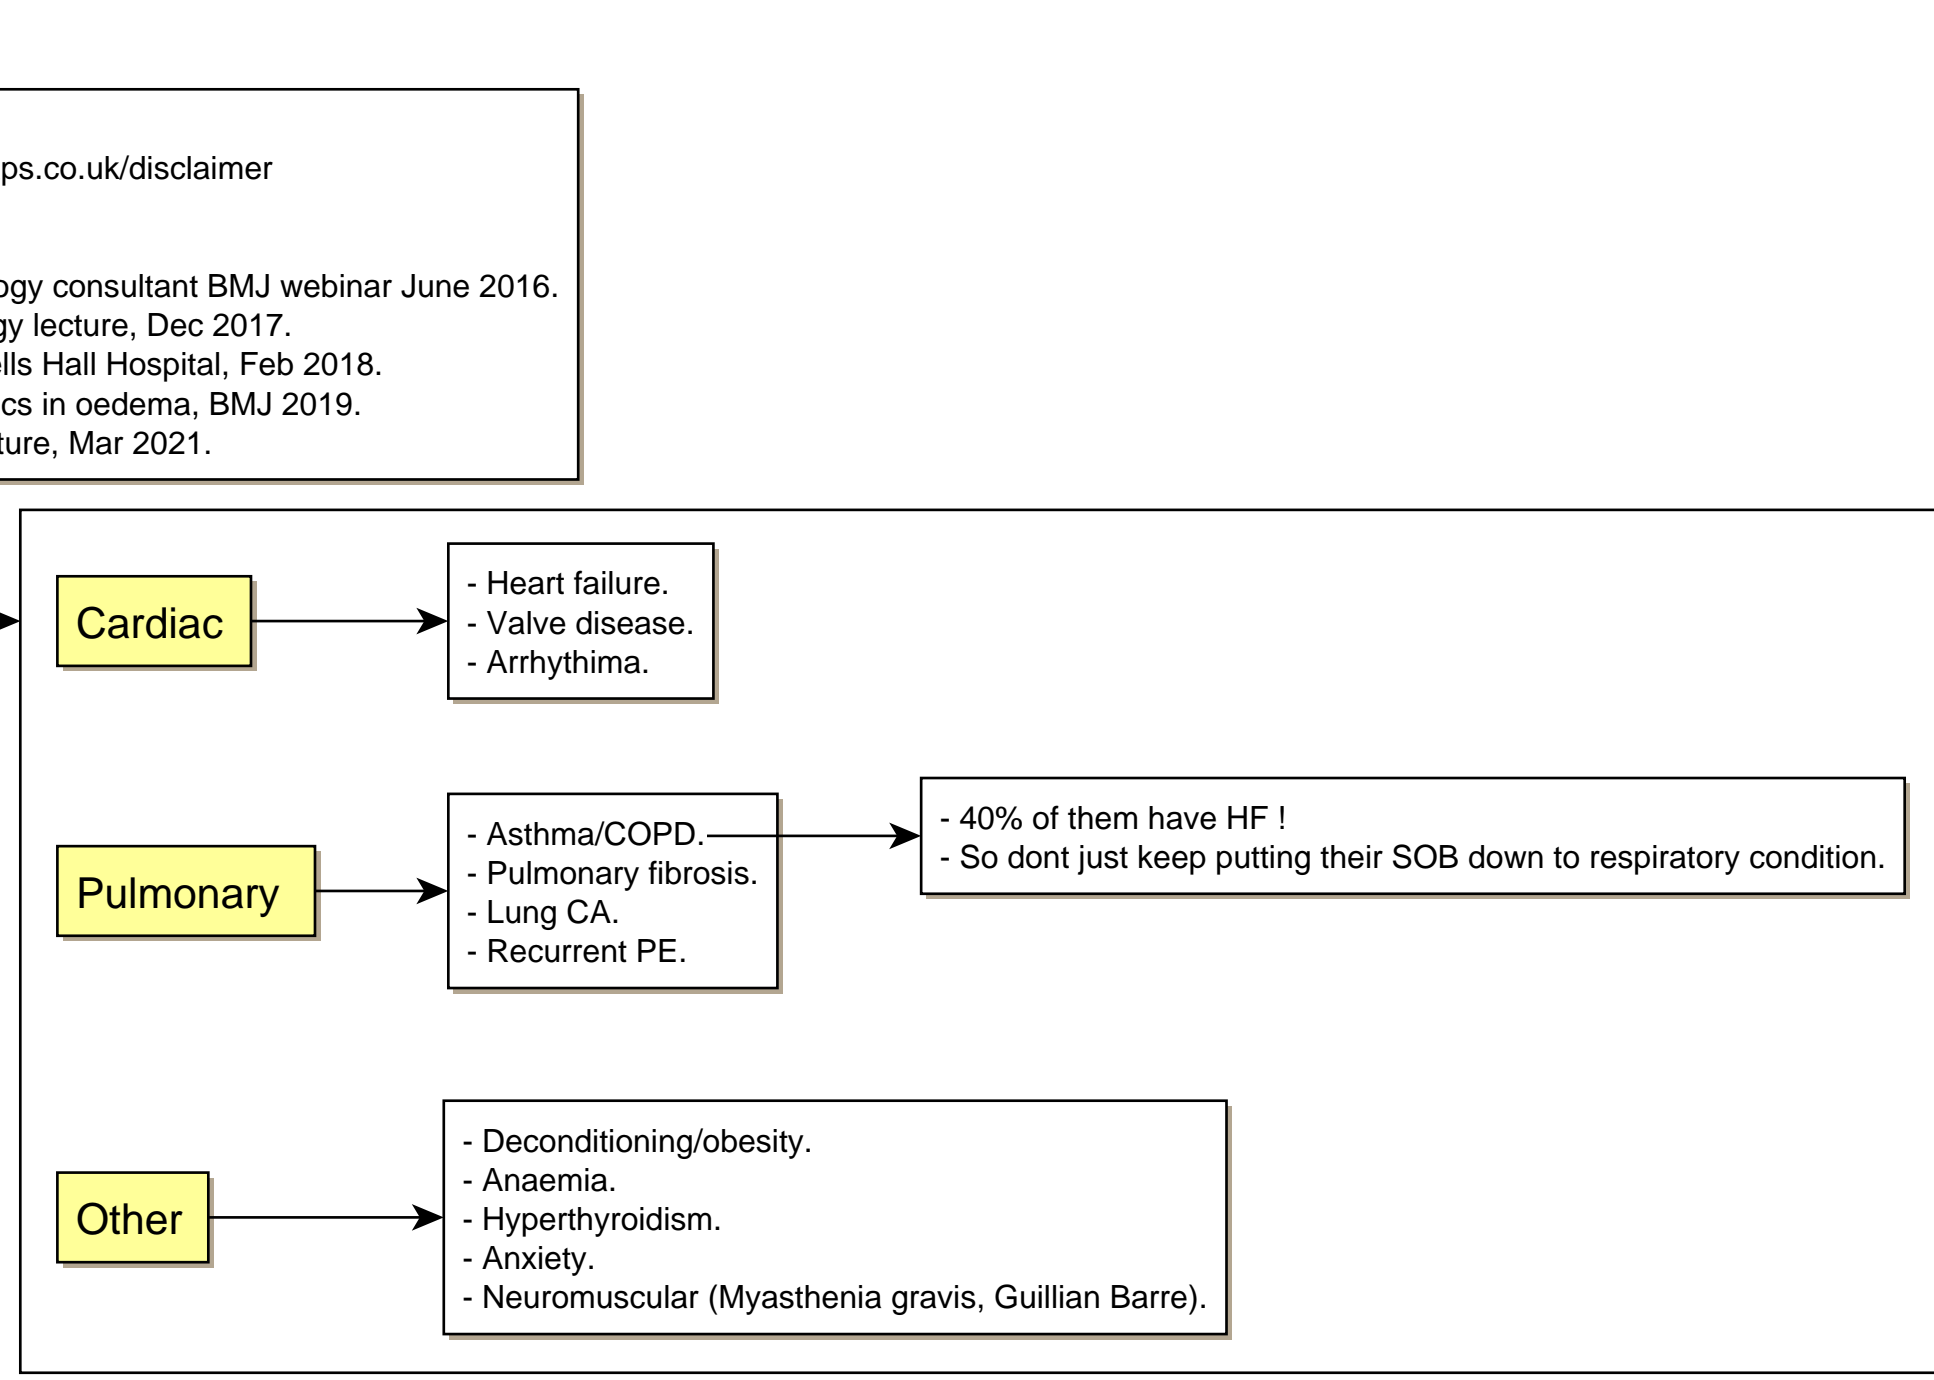 ps.co.uk/disclaimer
ogy consultant BMJ webinar June 2016.
gy lecture, Dec 2017.
ells Hall Hospital, Feb 2018.
cs in oedema, BMJ 2019.
ture, Mar 2021.
Cardiac
- Heart failure.
- Valve disease.
- Arrhythima.
Pulmonary
- Asthma/COPD.
- Pulmonary fibrosis.
- Lung CA.
- Recurrent PE.
- 40% of them have HF !
- So dont just keep putting their SOB down to respiratory condition.
Other
- Deconditioning/obesity.
- Anaemia.
- Hyperthyroidism.
- Anxiety.
- Neuromuscular (Myasthenia gravis, Guillian Barre).